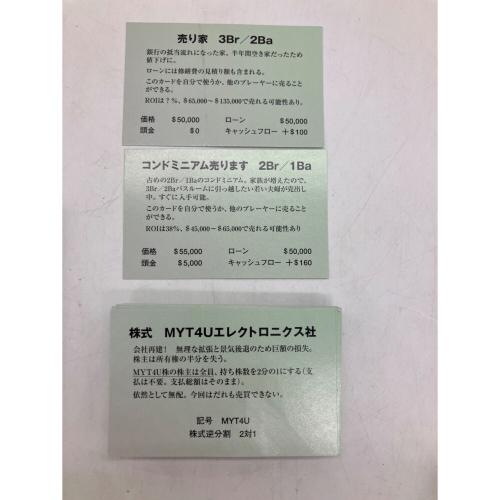 売り家 3Br／2Ba
銀行の抵当流れになった家。半年間空き家だったため
値下げに。
ローンには修繕費の見積り額も含まれる。
このカードを自分で使うか、他のプレーヤーに売ること
ができる。
ROIは？%、＄65,000～＄135,000で売れる可能性あり。
価格 ＄50,000 ローン ＄50,000
頭金 ＄0 キャッシュフロー ＋＄100
コンドミニアム売ります 2Br／1Ba
古めの2Br／1Baのコンドミニアム。家族が増えたので、
3Br／2Baバスルームに引っ越したい若い夫婦が売出し
中。すぐに入手可能。
このカードを自分で使うか、他のプレーヤーに売ること
ができる。
ROIは38%、＄45,000～＄65,000で売れる可能性あり
価格 ＄55,000 ローン ＄50,000
頭金 ＄5,000 キャッシュフロー ＋＄160
株式 MYT4Uエレクトロニクス社
会社再建！ 無理な拡張と景気後退のため巨額の損失。
株主は所有権の半分を失う。
MYT4U株の株主は全員、持ち株数を2分の1にする（支
払は不要。支払総額はそのまま）。
依然として無配。今回はだれも売買できない。
記号 MYT4U
株式逆分割 2対1